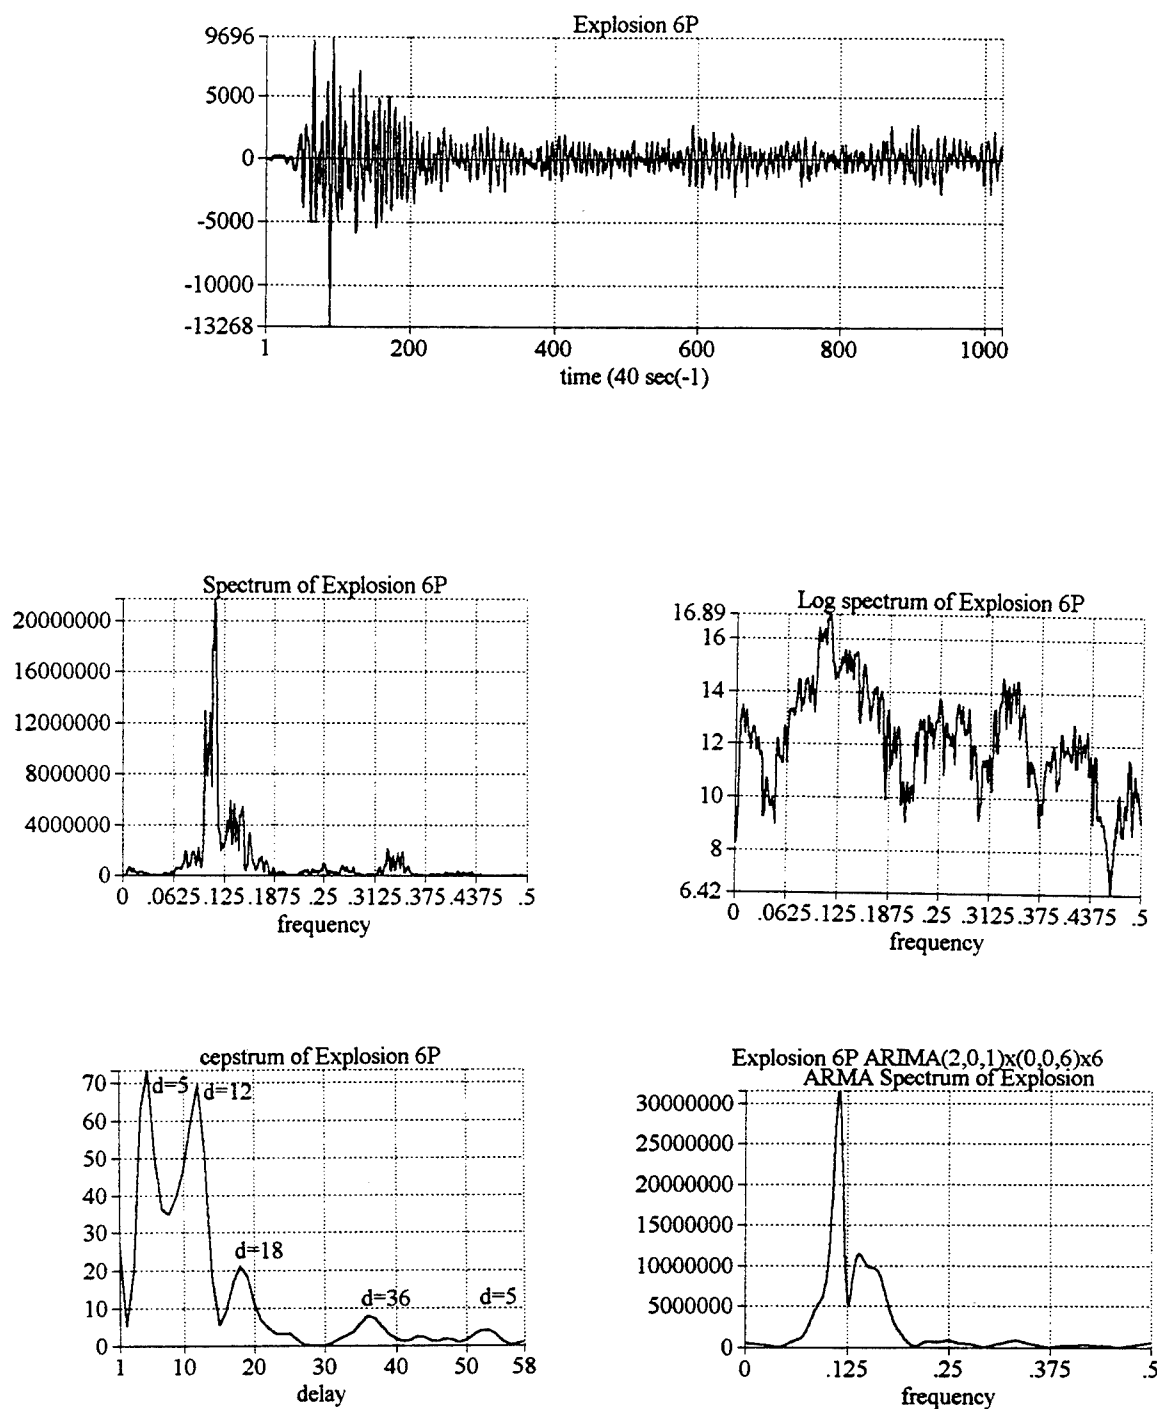 Explosion 6P
9696
5000
0
-5000
-10000
-13268
1 200 400 600 800 1000
time (40 sec(-1)
Spectrum of Explosion 6P
20000000
16000000
12000000
8000000
4000000
0
0 .0625 .125 .1875 .25 .3125 .375 .4375 .5
frequency
Log spectrum of Explosion 6P
16.89
16
14
12
10
8
6.42
0 .0625 .125 .1875 .25 .3125 .375 .4375 .5
frequency
cepstrum of Explosion 6P
70
60
50
40
30
20
10
0
d=5
d=12
d=18
d=36
d=5
1 10 20 30 40 50 58
delay
Explosion 6P ARIMA(2,0,1)x(0,0,6)x6
ARMA Spectrum of Explosion
30000000
25000000
20000000
15000000
10000000
5000000
0
0 .125 .25 .375 .5
frequency